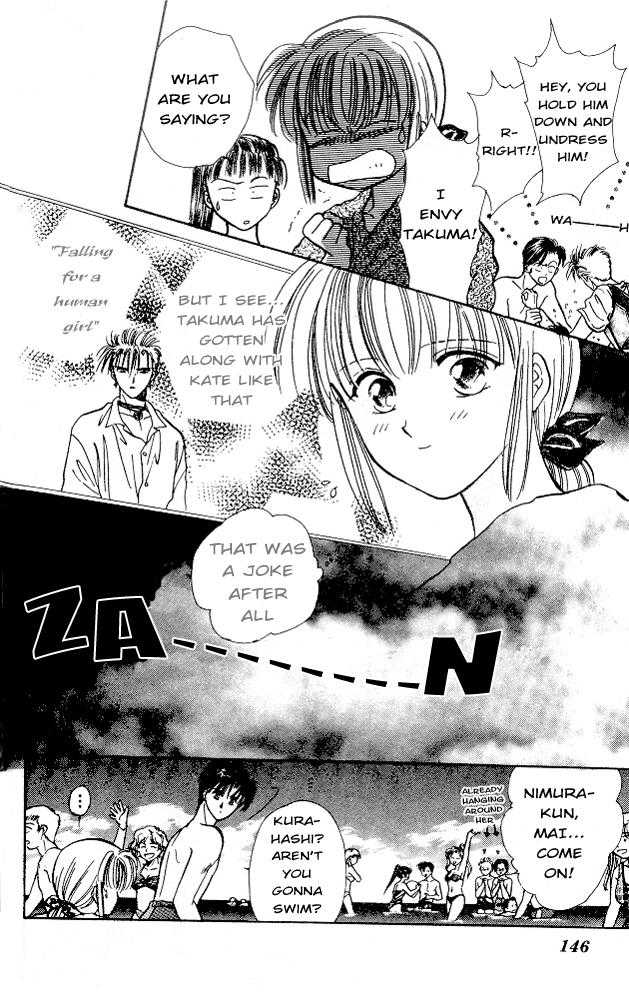 HEY, YOU
HOLD HIM
DOWN AND
UNDRESS
HIM!
R-
RIGHT!!
WA——H
I
ENVY
TAKUMA!
WHAT
ARE YOU
SAYING?
BUT I SEE...
TAKUMA HAS
GOTTEN
ALONG WITH
KATE LIKE
THAT
"Falling
for a
human
girl"
THAT WAS
A JOKE
AFTER
ALL
ZA-----N
NIMURA-
KUN,
MAI...
COME
ON!
ALREADY
HANGING
AROUND
HER
KURA-
HASHI?
AREN'T
YOU
GONNA
SWIM?
...
146